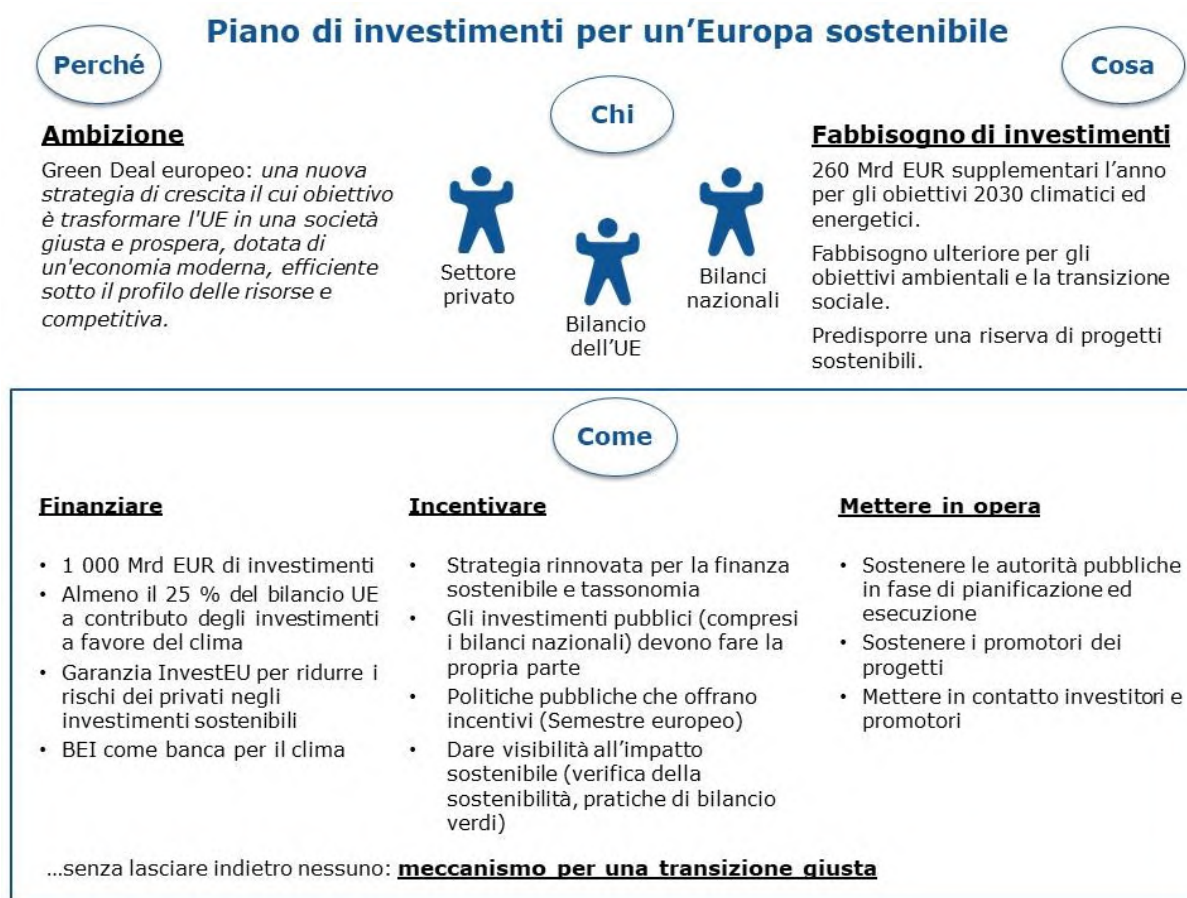 Piano di investimenti per un'Europa sostenibile
Perché
Ambizione
Green Deal europeo: una nuova
strategia di crescita il cui obiettivo
è trasformare l'UE in una società
giusta e prospera, dotata di
un'economia moderna, efficiente
sotto il profilo delle risorse e
competitiva.
Chi
Settore
privato
Bilancio
dell'UE
Bilanci
nazionali
Cosa
Fabbisogno di investimenti
260 Mrd EUR supplementari l'anno
per gli obiettivi 2030 climatici ed
energetici.
Fabbisogno ulteriore per gli
obiettivi ambientali e la transizione
sociale.
Predisporre una riserva di progetti
sostenibili.
Come
Finanziare
• 1 000 Mrd EUR di investimenti
• Almeno il 25 % del bilancio UE
a contributo degli investimenti
a favore del clima
• Garanzia InvestEU per ridurre i
rischi dei privati negli
investimenti sostenibili
• BEI come banca per il clima
Incentivare
• Strategia rinnovata per la finanza
sostenibile e tassonomia
• Gli investimenti pubblici (compresi
i bilanci nazionali) devono fare la
propria parte
• Politiche pubbliche che offrano
incentivi (Semestre europeo)
• Dare visibilità all'impatto
sostenibile (verifica della
sostenibilità, pratiche di bilancio
verdi)
Mettere in opera
• Sostenere le autorità pubbliche
in fase di pianificazione ed
esecuzione
• Sostenere i promotori dei
progetti
• Mettere in contatto investitori e
promotori
...senza lasciare indietro nessuno: meccanismo per una transizione giusta